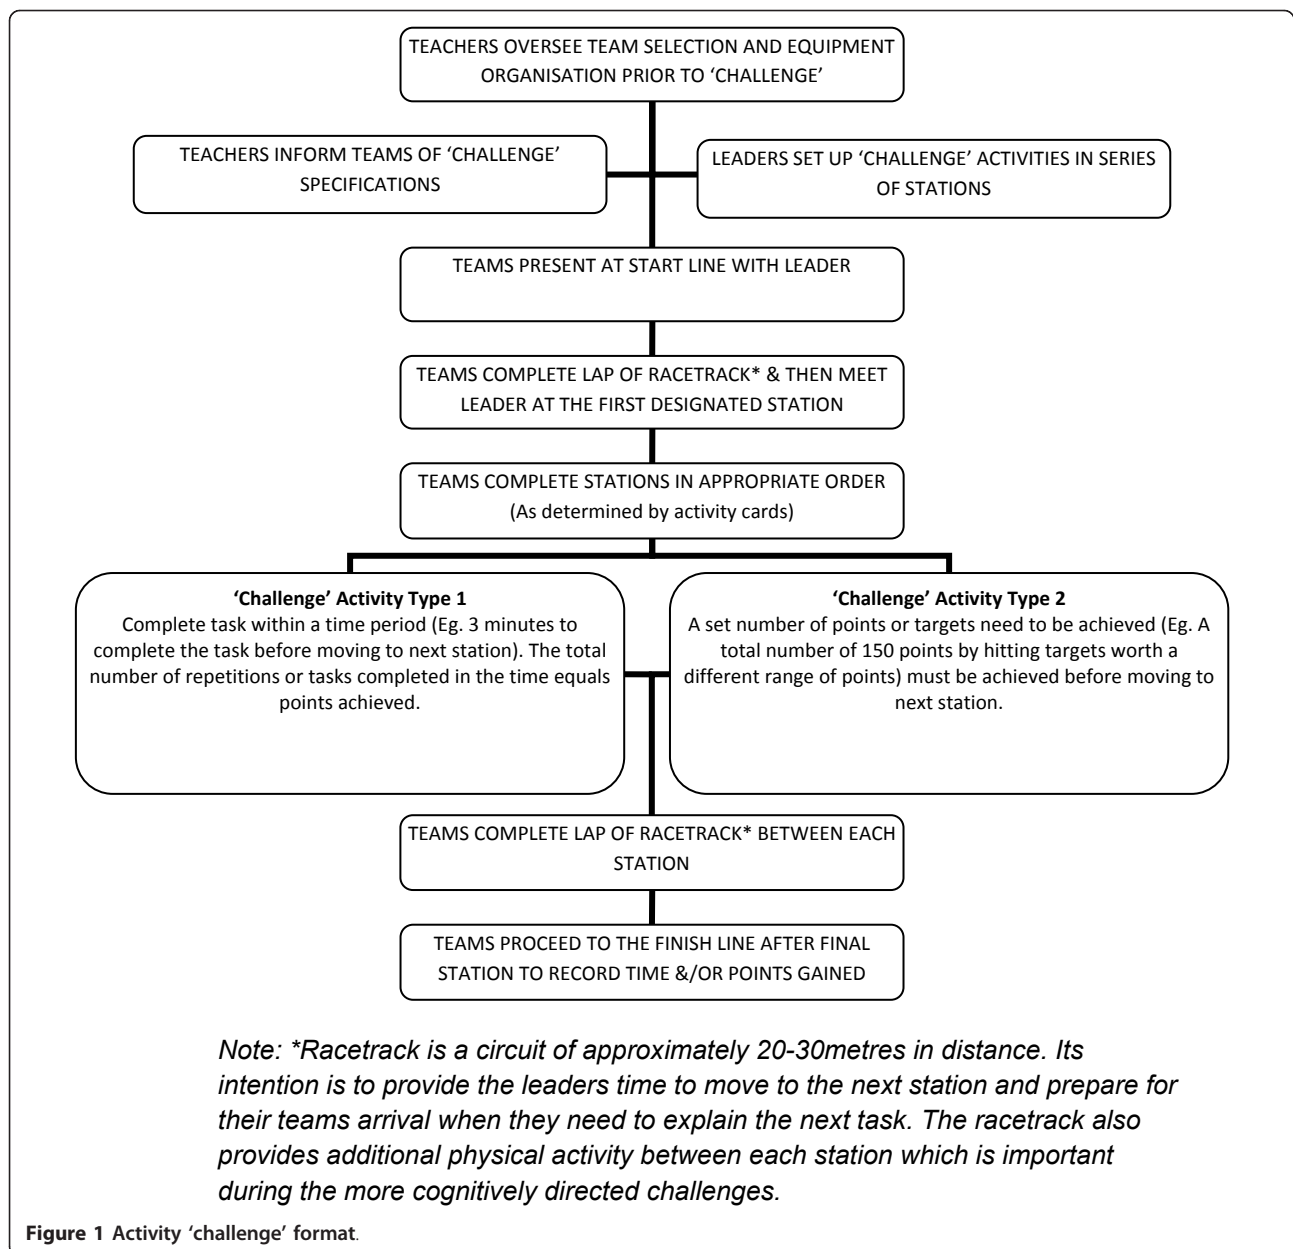 TEACHERS OVERSEE TEAM SELECTION AND EQUIPMENT
ORGANISATION PRIOR TO ‘CHALLENGE’
TEACHERS INFORM TEAMS OF ‘CHALLENGE’
SPECIFICATIONS
LEADERS SET UP ‘CHALLENGE’ ACTIVITIES IN SERIES
OF STATIONS
TEAMS PRESENT AT START LINE WITH LEADER
TEAMS COMPLETE LAP OF RACETRACK* & THEN MEET
LEADER AT THE FIRST DESIGNATED STATION
TEAMS COMPLETE STATIONS IN APPROPRIATE ORDER
(As determined by activity cards)
‘Challenge’ Activity Type 1
Complete task within a time period (Eg. 3 minutes to
complete the task before moving to next station). The total
number of repetitions or tasks completed in the time equals
points achieved.
‘Challenge’ Activity Type 2
A set number of points or targets need to be achieved (Eg. A
total number of 150 points by hitting targets worth a
different range of points) must be achieved before moving to
next station.
TEAMS COMPLETE LAP OF RACETRACK* BETWEEN EACH
STATION
TEAMS PROCEED TO THE FINISH LINE AFTER FINAL
STATION TO RECORD TIME &/OR POINTS GAINED
Note: *Racetrack is a circuit of approximately 20-30metres in distance. Its
intention is to provide the leaders time to move to the next station and prepare for
their teams arrival when they need to explain the next task. The racetrack also
provides additional physical activity between each station which is important
during the more cognitively directed challenges.
Figure 1 Activity ‘challenge’ format.